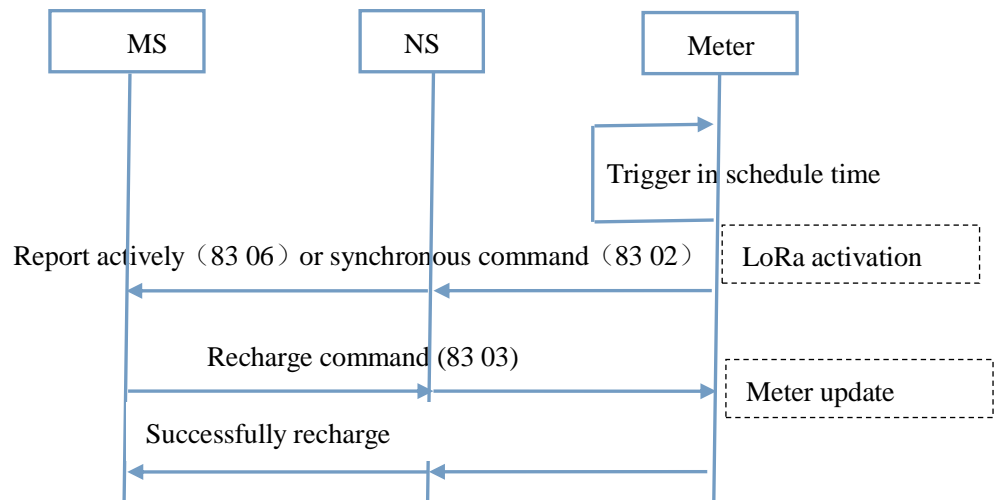 MS
NS
Meter
Trigger in schedule time
Report actively（83 06）or synchronous command（83 02）
LoRa activation
Recharge command (83 03)
Meter update
Successfully recharge